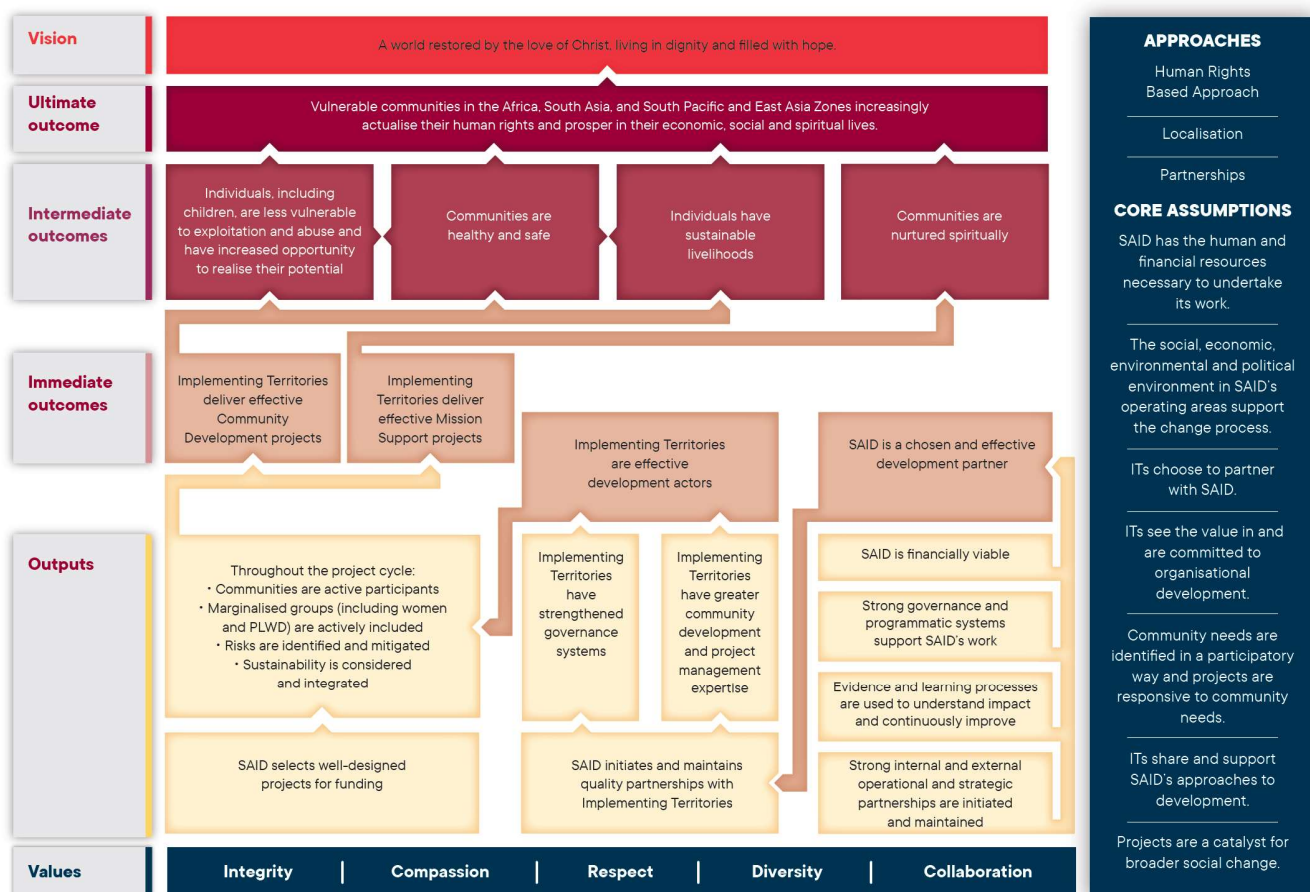 Vision
A world restored by the love of Christ, living in dignity and filled with hope.
Ultimate
outcome
Vulnerable communities in the Africa, South Asia, and South Pacific and East Asia Zones increasingly
actualise their human rights and prosper in their economic, social and spiritual lives.
Intermediate
outcomes
Individuals, including
children, are less vulnerable
to exploitation and abuse and
have increased opportunity
to realise their potential
Communities are
healthy and safe
Individuals have
sustainable
livelihoods
Communities are
nurtured spiritually
Immediate
outcomes
Implementing Territories
deliver effective
Community
Development projects
Implementing
Territories deliver
effective Mission
Support projects
Implementing Territories
are effective
development actors
SAID is a chosen and effective
development partner
Outputs
Throughout the project cycle:
• Communities are active participants
• Marginalised groups (including women
and PLWD) are actively included
• Risks are identified and mitigated
• Sustainability is considered
and integrated
Implementing
Territories
have
strengthened
governance
systems
Implementing
Territories
have greater
community
development
and project
management
expertise
SAID is financially viable
Strong governance and
programmatic systems
support SAID's work
Evidence and learning processes
are used to understand impact
and continuously improve
SAID selects well-designed
projects for funding
SAID initiates and maintains
quality partnerships with
Implementing Territories
Strong internal and external
operational and strategic
partnerships are initiated
and maintained
Values
Integrity | Compassion | Respect | Diversity | Collaboration
APPROACHES
Human Rights
Based Approach
Localisation
Partnerships
CORE ASSUMPTIONS
SAID has the human and
financial resources
necessary to undertake
its work.
The social, economic,
environmental and political
environment in SAID's
operating areas support
the change process.
ITs choose to partner
with SAID.
ITs see the value in and
are committed to
organisational
development.
Community needs are
identified in a participatory
way and projects are
responsive to community
needs.
ITs share and support
SAID's approaches to
development.
Projects are a catalyst for
broader social change.